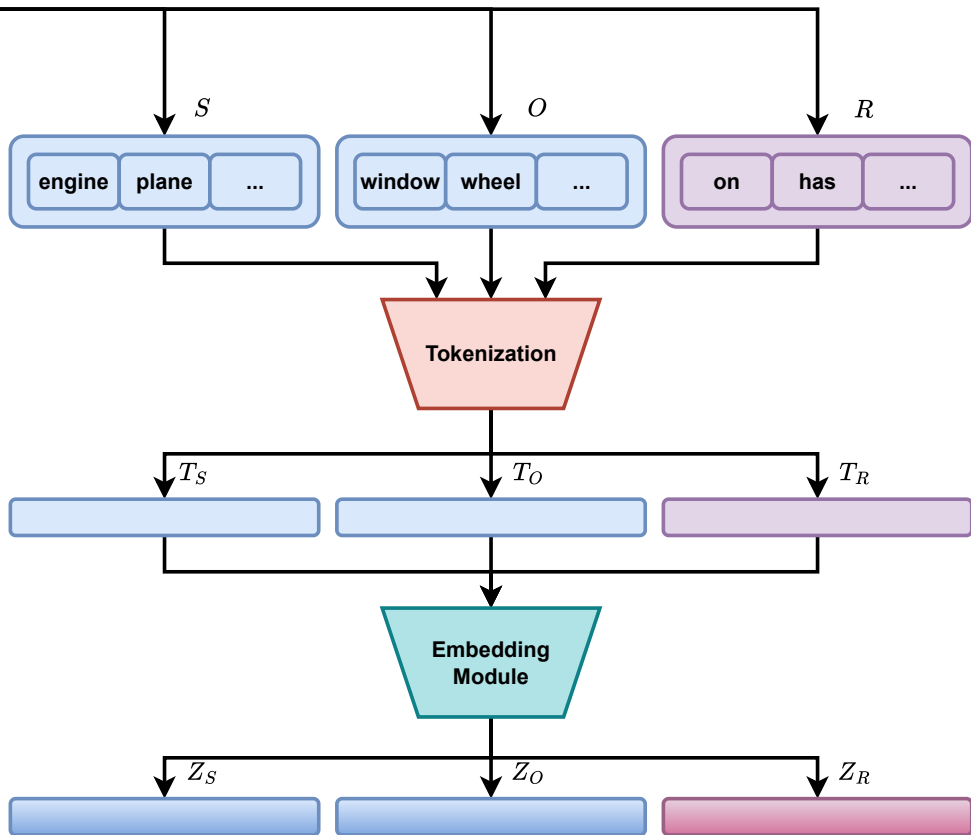 S O R
engine plane ... window wheel ... on has ...
Tokenization
T_S T_O T_R
Embedding
Module
Z_S Z_O Z_R